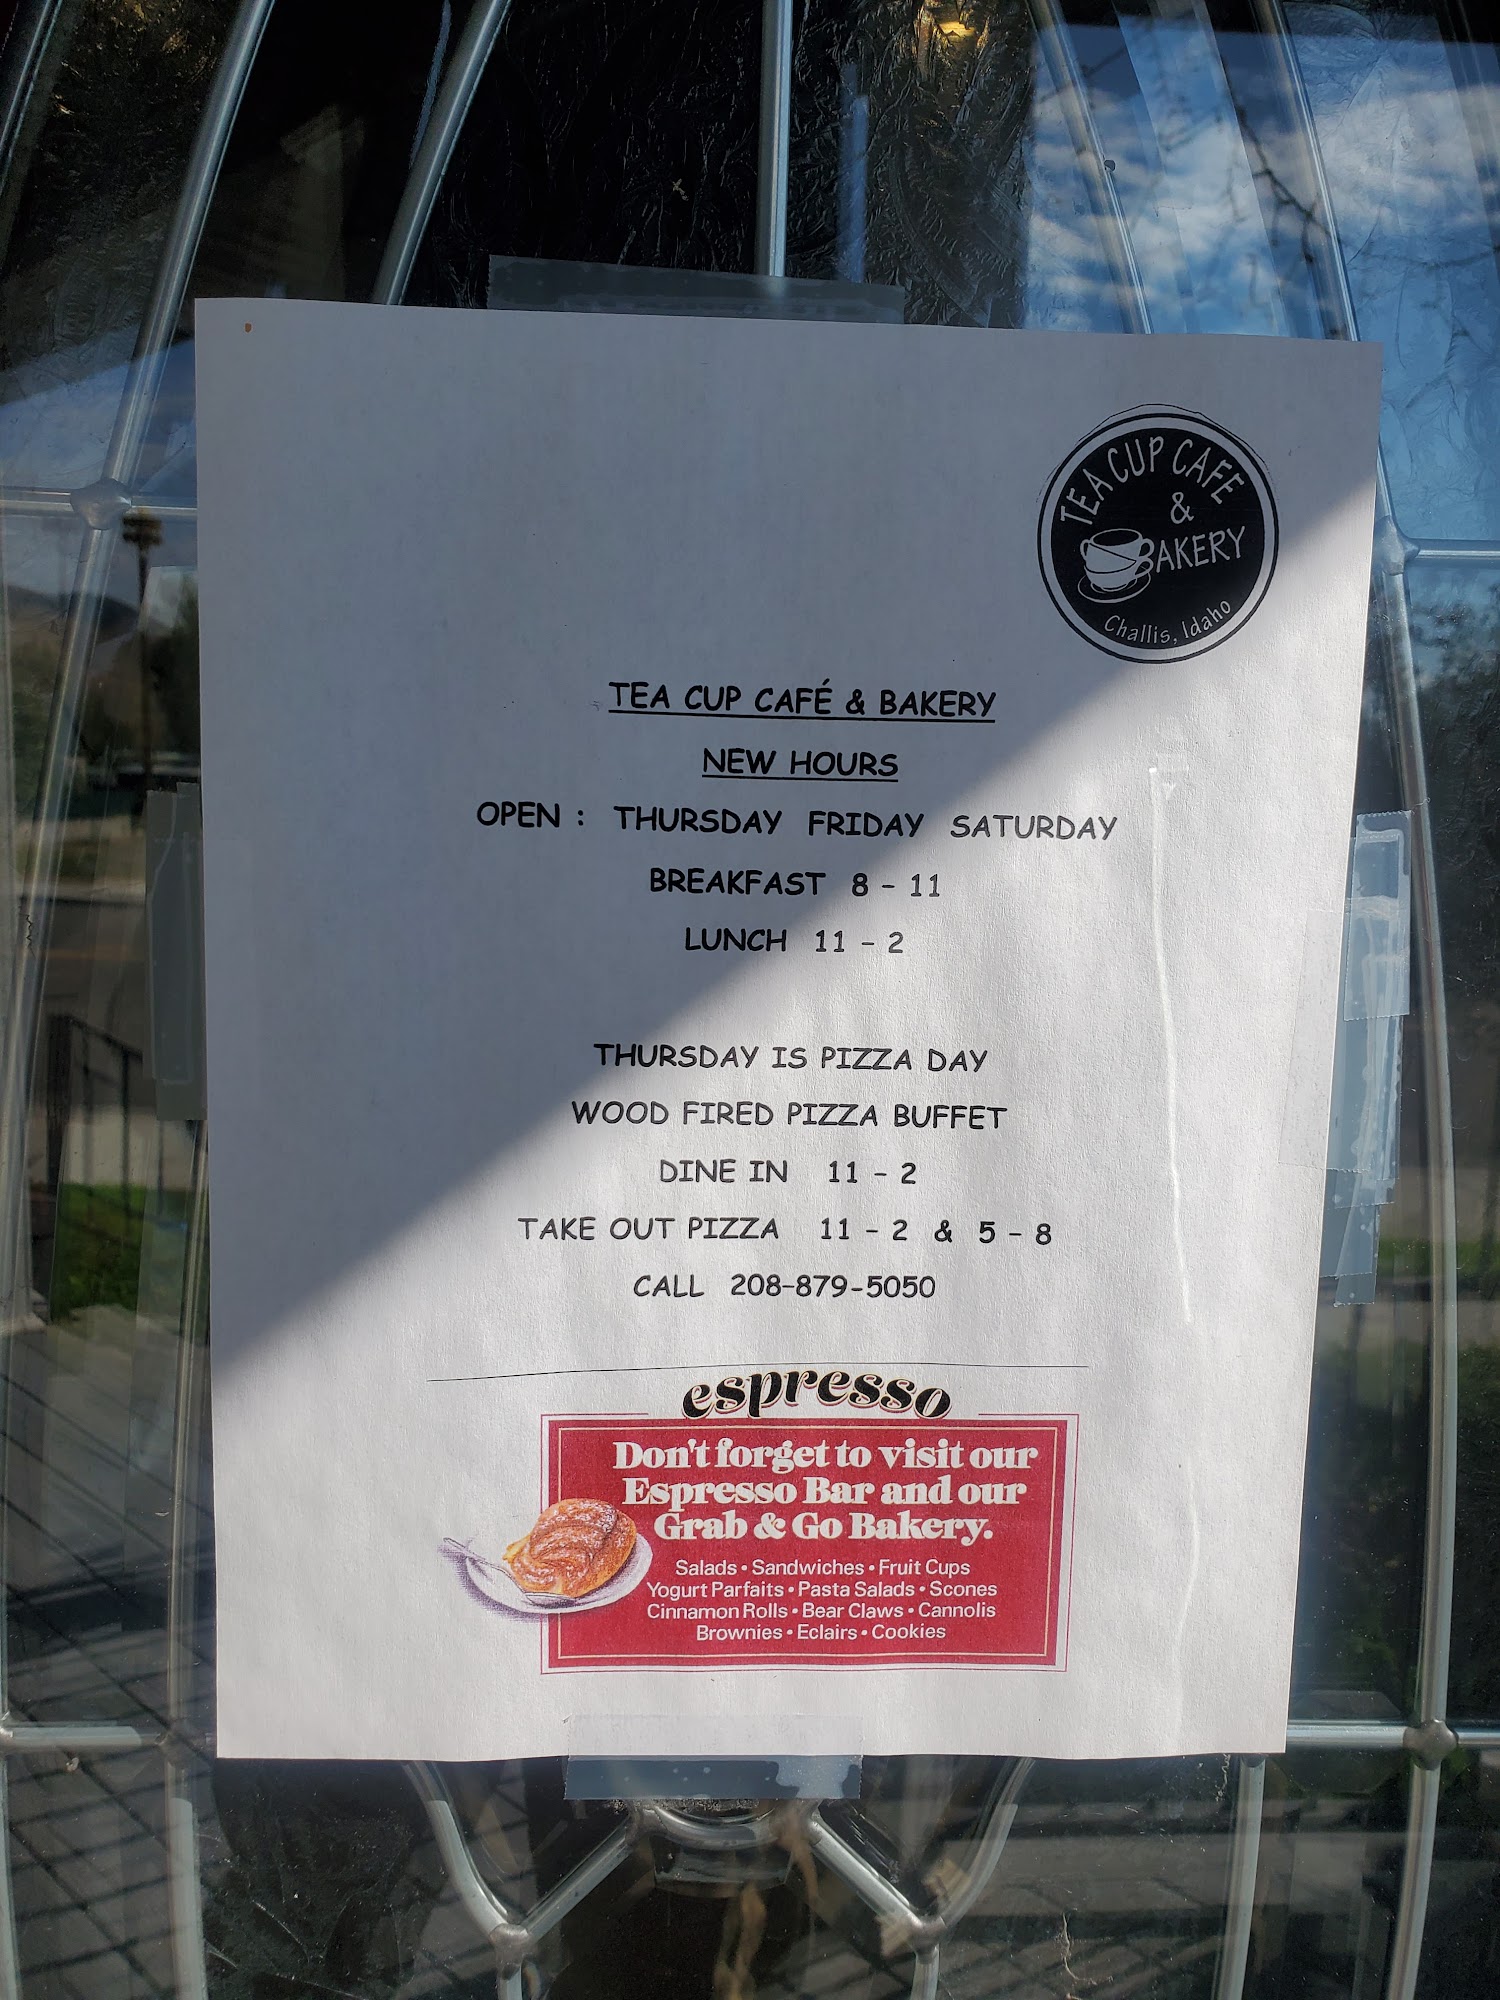 TEA CUP CAFE
&
BAKERY
Challis, Idaho
TEA CUP CAFÉ & BAKERY
NEW HOURS
OPEN : THURSDAY FRIDAY SATURDAY
BREAKFAST 8 - 11
LUNCH 11 - 2
THURSDAY IS PIZZA DAY
WOOD FIRED PIZZA BUFFET
DINE IN 11 - 2
TAKE OUT PIZZA 11 - 2 & 5 - 8
CALL 208-879-5050
espresso
Don't forget to visit our
Espresso Bar and our
Grab & Go Bakery.
Salads • Sandwiches • Fruit Cups
Yogurt Parfaits • Pasta Salads • Scones
Cinnamon Rolls • Bear Claws • Cannolis
Brownies • Eclairs • Cookies